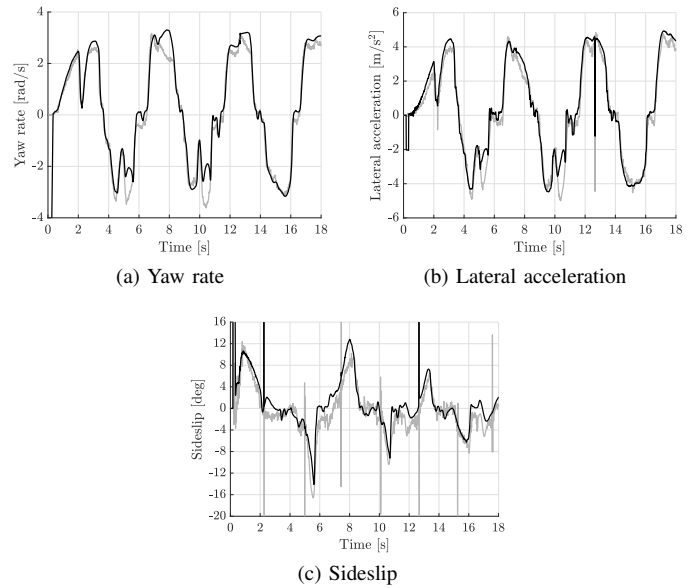 4
2
0
-2
-4
Yaw rate [rad/s]
0 2 4 6 8 10 12 14 16 18
Time [s]
(a) Yaw rate
6
4
2
0
-2
-4
-6
Lateral acceleration [m/s²]
0 2 4 6 8 10 12 14 16 18
Time [s]
(b) Lateral acceleration
16
12
8
4
0
-4
-8
-12
-16
-20
Sideslip [deg]
0 2 4 6 8 10 12 14 16 18
Time [s]
(c) Sideslip